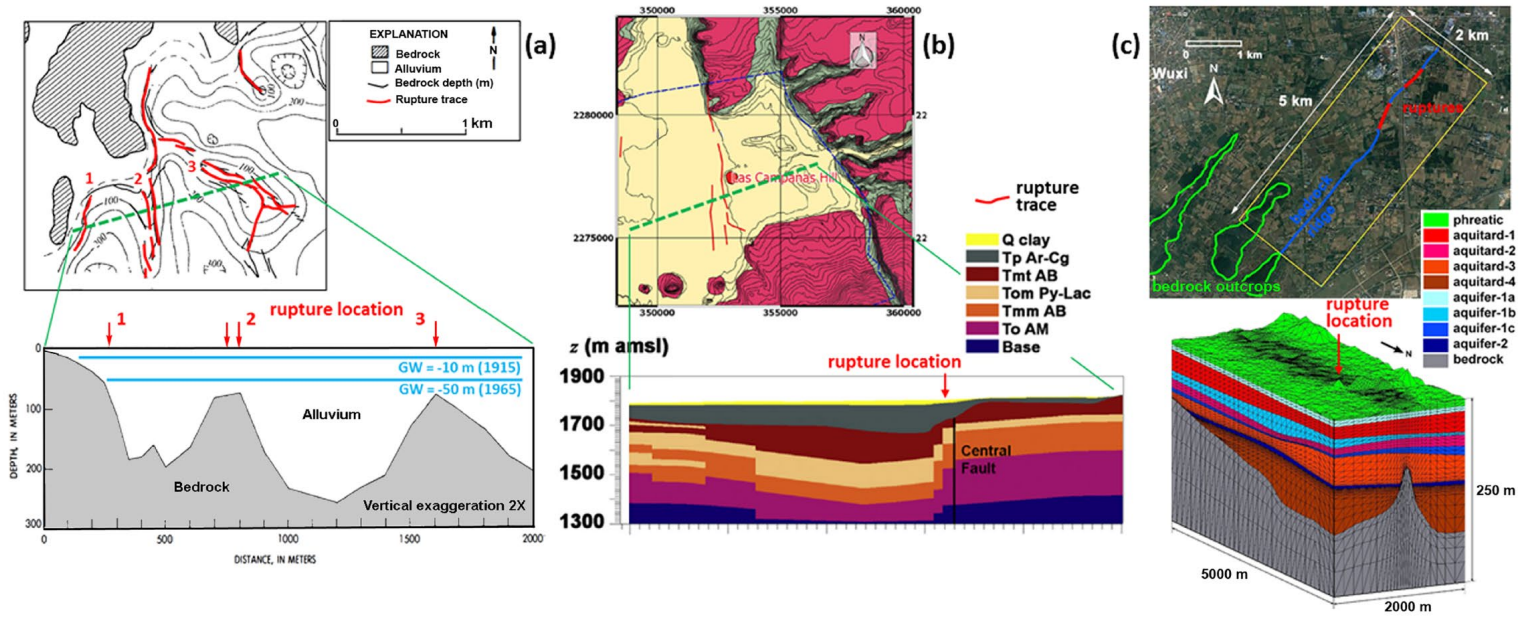 EXPLANATION
Bedrock
Alluvium
Bedrock depth (m)
Rupture trace
N
0
1 km
(a)
100
200
100
100
100
200
1
2
3
rupture location
1
2
3
0
100
200
300
DEPTH, IN METERS
GW = -10 m (1915)
GW = -50 m (1965)
Alluvium
Bedrock
Vertical exaggeration 2X
0
500
1000
1500
2000
DISTANCE, IN METERS
350000
355000
360000
(b)
2280000
22
Las Campanas Hill
2275000
22
350000
355000
360000
rupture
trace
Q clay
Tp Ar-Cg
Tmt AB
Tom Py-Lac
Tmm AB
To AM
Base
z (m amsl)
rupture location
1900
1700
1500
1300
Central
Fault
(c)
0
1 km
Wuxi
N
2 km
5 km
ruptures
bedrock
ridge
bedrock outcrops
phreatic
aquitard-1
aquitard-2
aquitard-3
aquitard-4
aquifer-1a
aquifer-1b
aquifer-1c
aquifer-2
bedrock
rupture
location
N
250 m
5000 m
2000 m